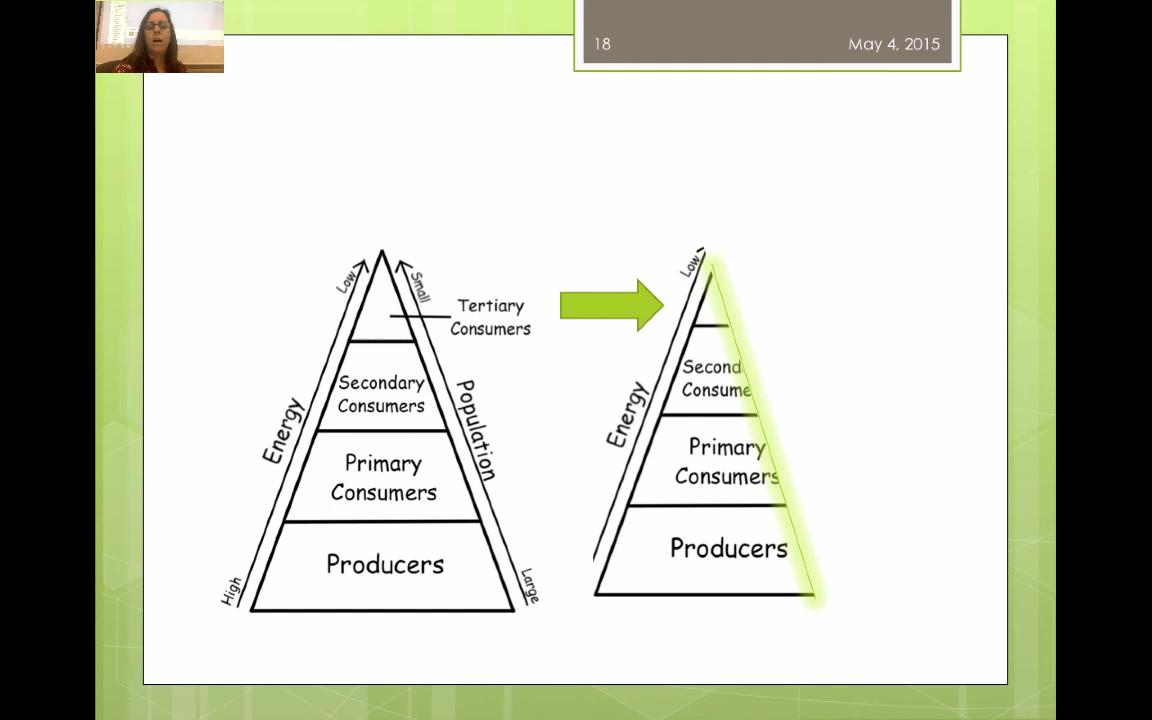 18
May 4, 2015
Low
Small
Tertiary
Consumers
Secondary
Consumers
Energy
Population
Primary
Consumers
Producers
High
Large
Low
Second
Consume
Energy
Primary
Consumers
Producers